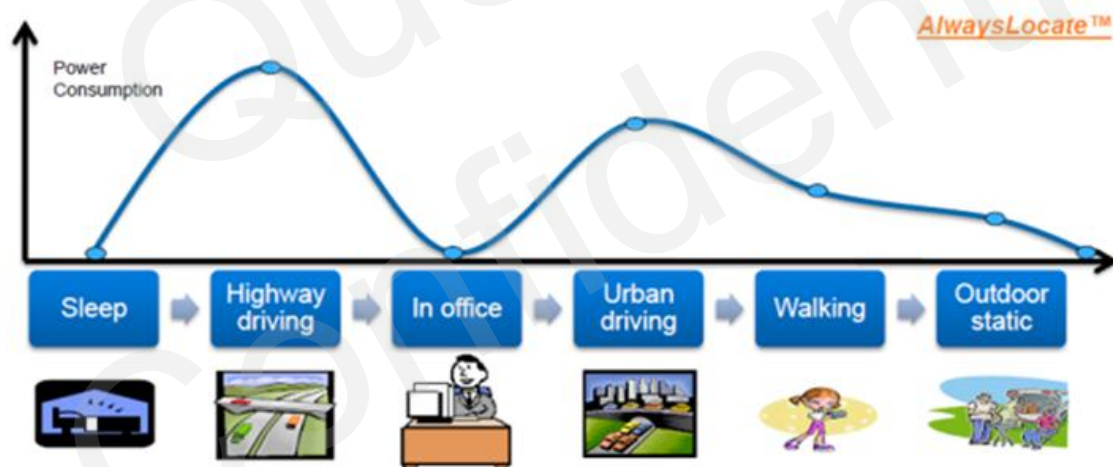 AlwaysLocate™
Power
Consumption
Sleep
Highway
driving
In office
Urban
driving
Walking
Outdoor
static